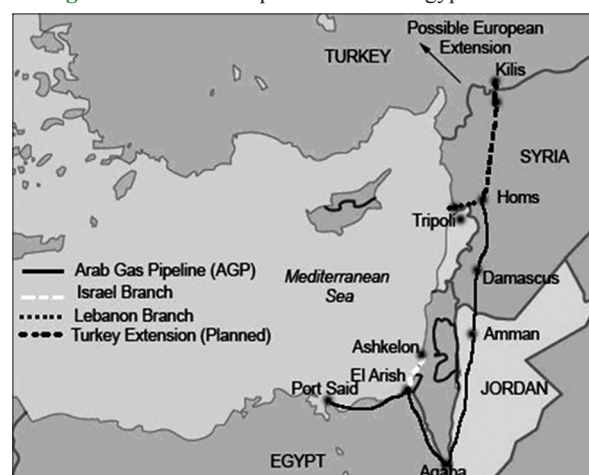 Possible European
Extension
TURKEY
Kilis
SYRIA
Homs
Tripoli
Arab Gas Pipeline (AGP)
Israel Branch
Lebanon Branch
Turkey Extension (Planned)
Mediterranean
Sea
Damascus
Ashkelon
Amman
El Arish
Port Said
JORDAN
EGYPT
Aqaba